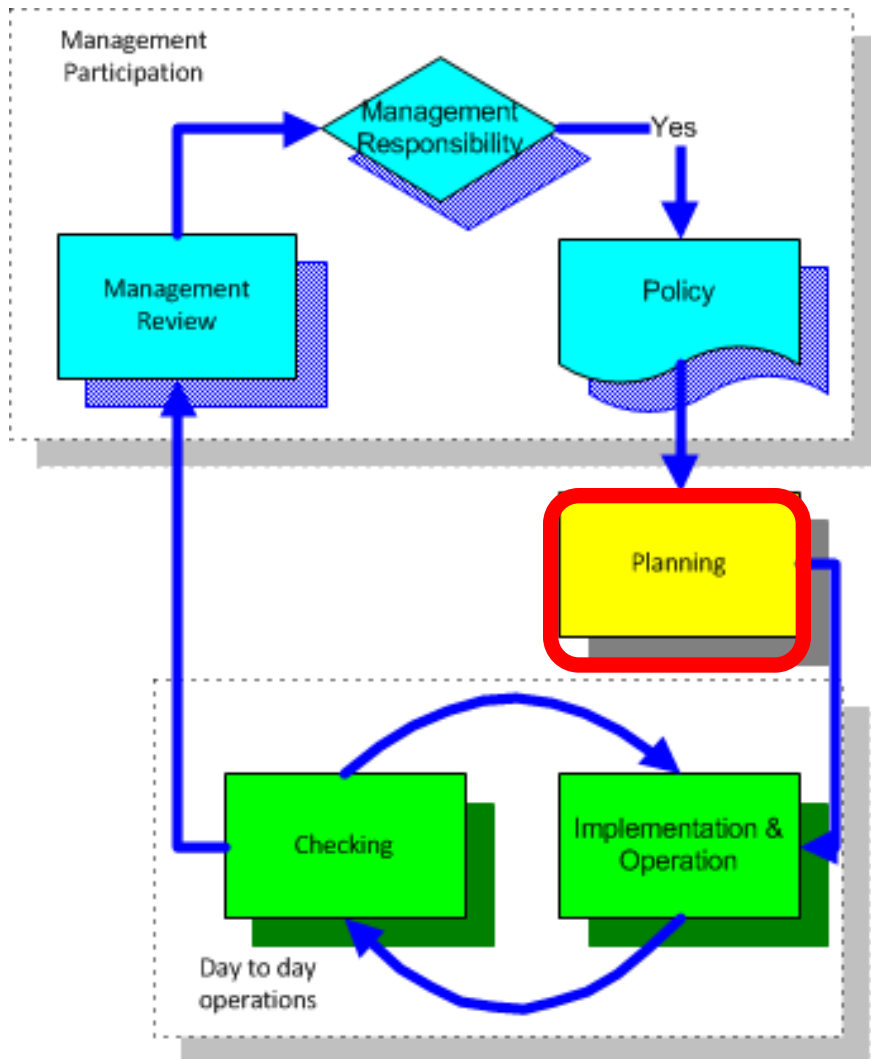 Management
Participation
Management
Responsibility
Yes
Management
Review
Policy
Planning
Checking
Implementation &
Operation
Day to day
operations